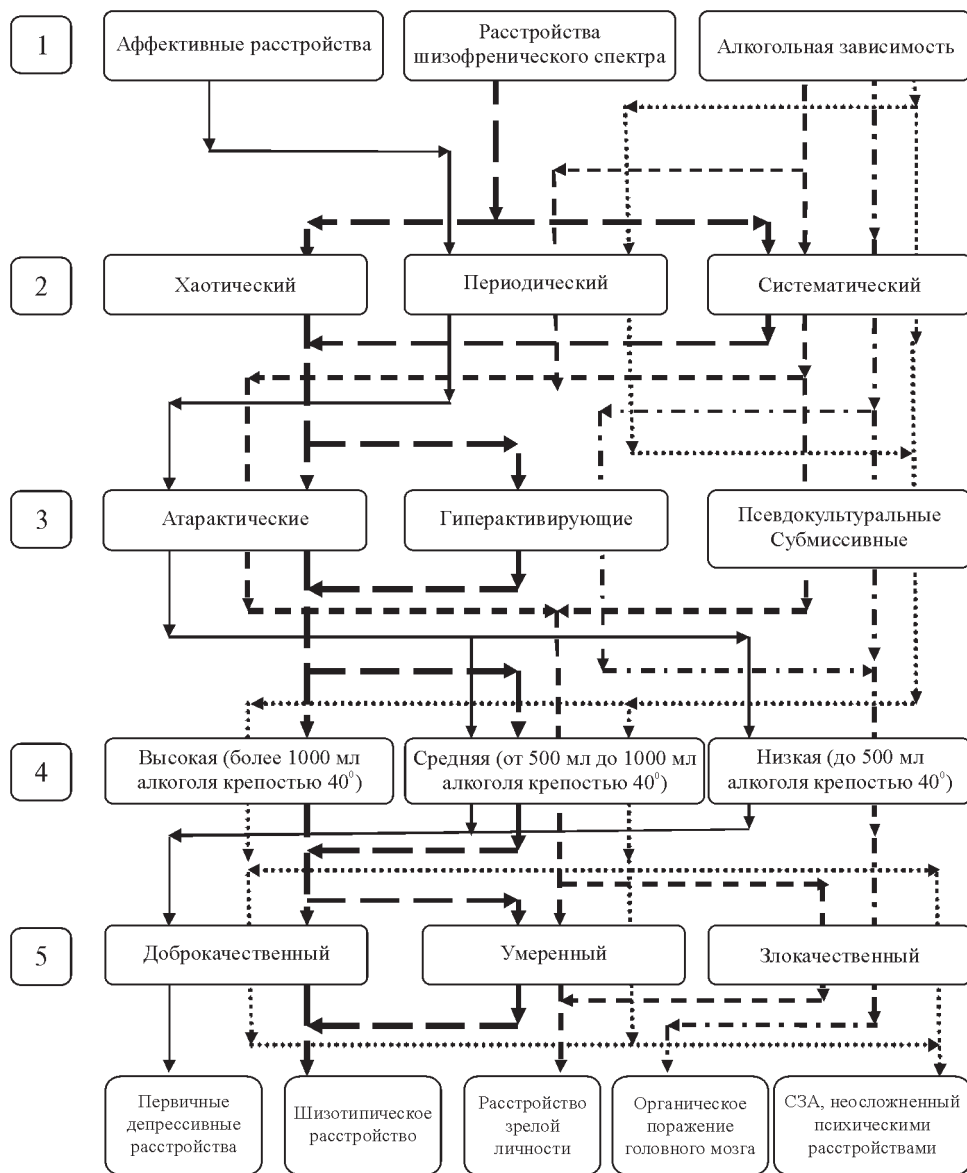 1
Аффективные расстройства
Расстройства
шизофренического спектра
Алкогольная зависимость
2
Хаотический
Периодический
Систематический
3
Атарактические
Гиперактивирующие
Псевдокультуральные
Субмиссивные
4
Высокая (более 1000 мл
алкоголя крепостью 40⁰)
Средняя (от 500 мл до 1000 мл
алкоголя крепостью 40⁰)
Низкая (до 500 мл
алкоголя крепостью 40⁰)
5
Доброкачественный
Умеренный
Злокачественный
Первичные
депрессивные
расстройства
Шизотипическое
расстройство
Расстройство
зрелой
личности
Органическое
поражение
головного мозга
СЗА, неосложненный
психическими
расстройствами